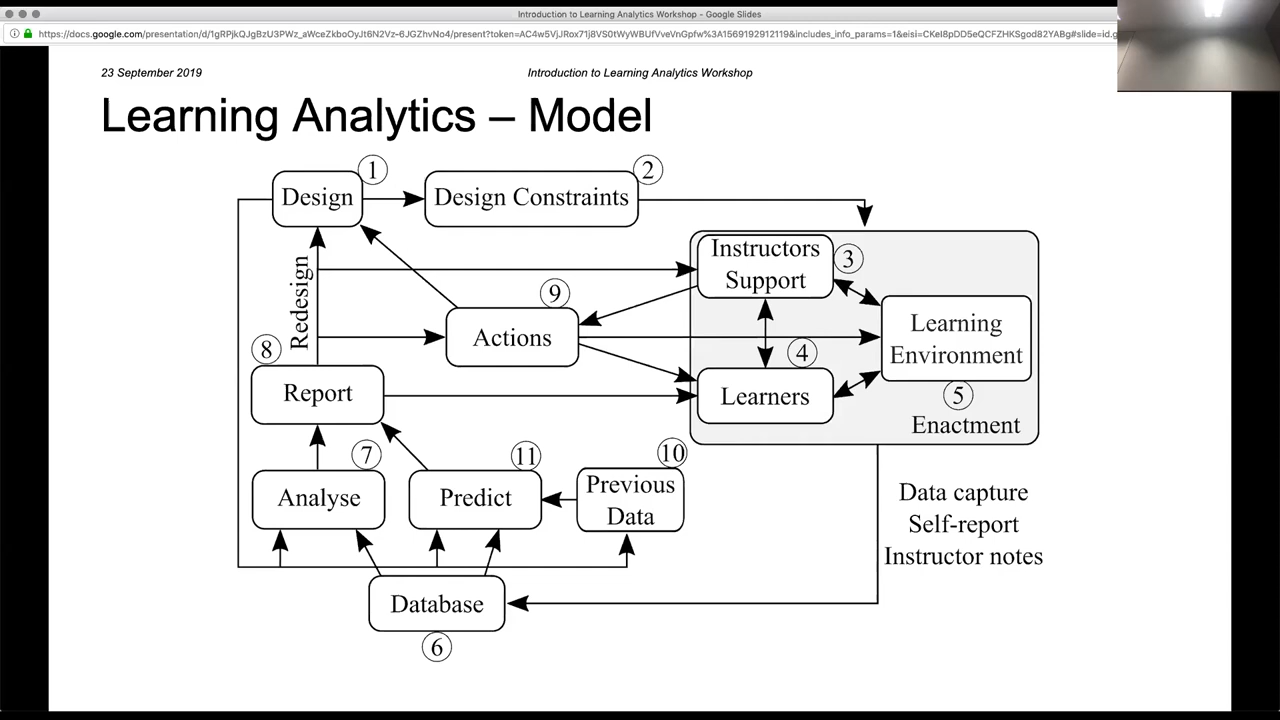 Introduction to Learning Analytics Workshop - Google Slides
23 September 2019
Introduction to Learning Analytics Workshop
Learning Analytics – Model
1
2
Design
Design Constraints
Instructors
Support
3
Redesign
9
Actions
Learning
Environment
8
4
Report
Learners
5
Enactment
7
11
10
Analyse
Predict
Previous
Data
Data capture
Self-report
Instructor notes
Database
6